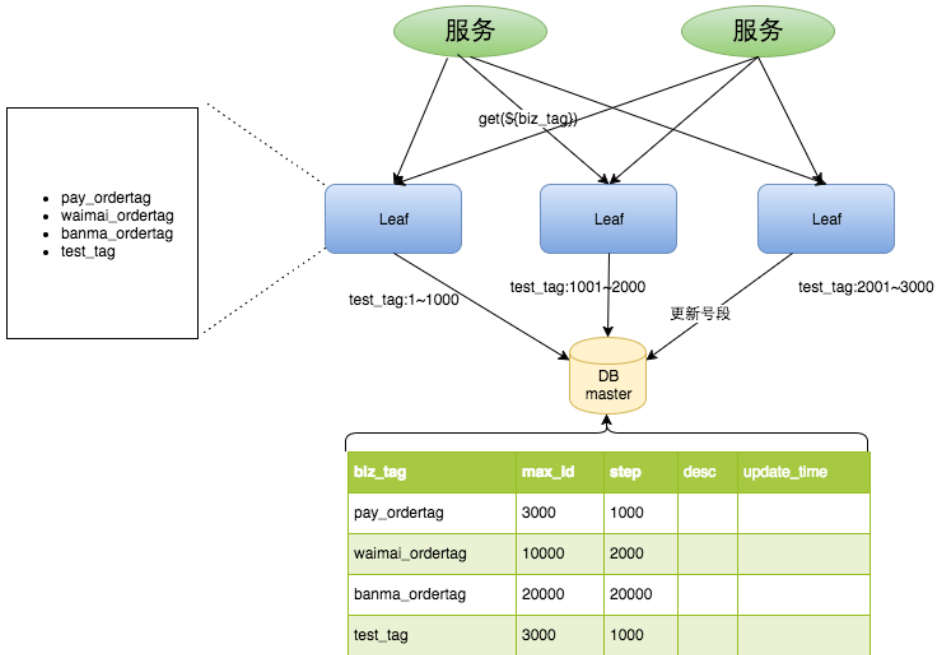 服务
服务
get(${biz_tag})
pay_ordertag
waimai_ordertag
banma_ordertag
test_tag
Leaf
Leaf
Leaf
test_tag:1~1000
test_tag:1001~2000
test_tag:2001~3000
更新号段
DB
master
biz_tag max_id step desc update_time
pay_ordertag 3000 1000
waimai_ordertag 10000 2000
banma_ordertag 20000 20000
test_tag 3000 1000